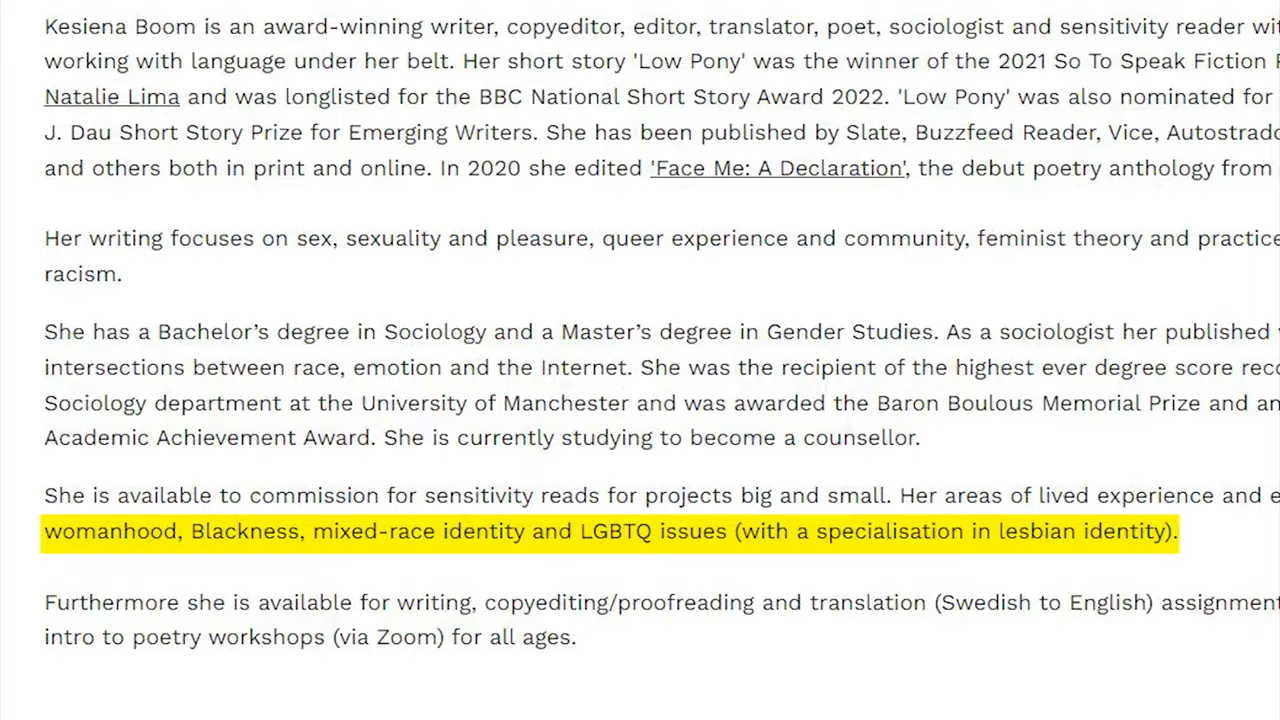 Kesiena Boom is an award-winning writer, copyeditor, editor, translator, poet, sociologist and sensitivity reader
working with language under her belt. Her short story 'Low Pony' was the winner of the 2021 So To Speak Fiction
Natalie Lima and was longlisted for the BBC National Short Story Award 2022. 'Low Pony' was also nominated for
J. Dau Short Story Prize for Emerging Writers. She has been published by Slate, Buzzfeed Reader, Vice,
and others both in print and online. In 2020 she edited 'Face Me: A Declaration', the debut poetry anthology from
Her writing focuses on sex, sexuality and pleasure, queer experience and community, feminist theory and practice
racism.
She has a Bachelor’s degree in Sociology and a Master’s degree in Gender Studies. As a sociologist her published
intersections between race, emotion and the Internet. She was the recipient of the highest ever degree score
Sociology department at the University of Manchester and was awarded the Baron Boulous Memorial Prize and
Academic Achievement Award. She is currently studying to become a counsellor.
She is available to commission for sensitivity reads for projects big and small. Her areas of lived experience and
womanhood, Blackness, mixed-race identity and LGBTQ issues (with a specialisation in lesbian identity).
Furthermore she is available for writing, copyediting/proofreading and translation (Swedish to English)
intro to poetry workshops (via Zoom) for all ages.